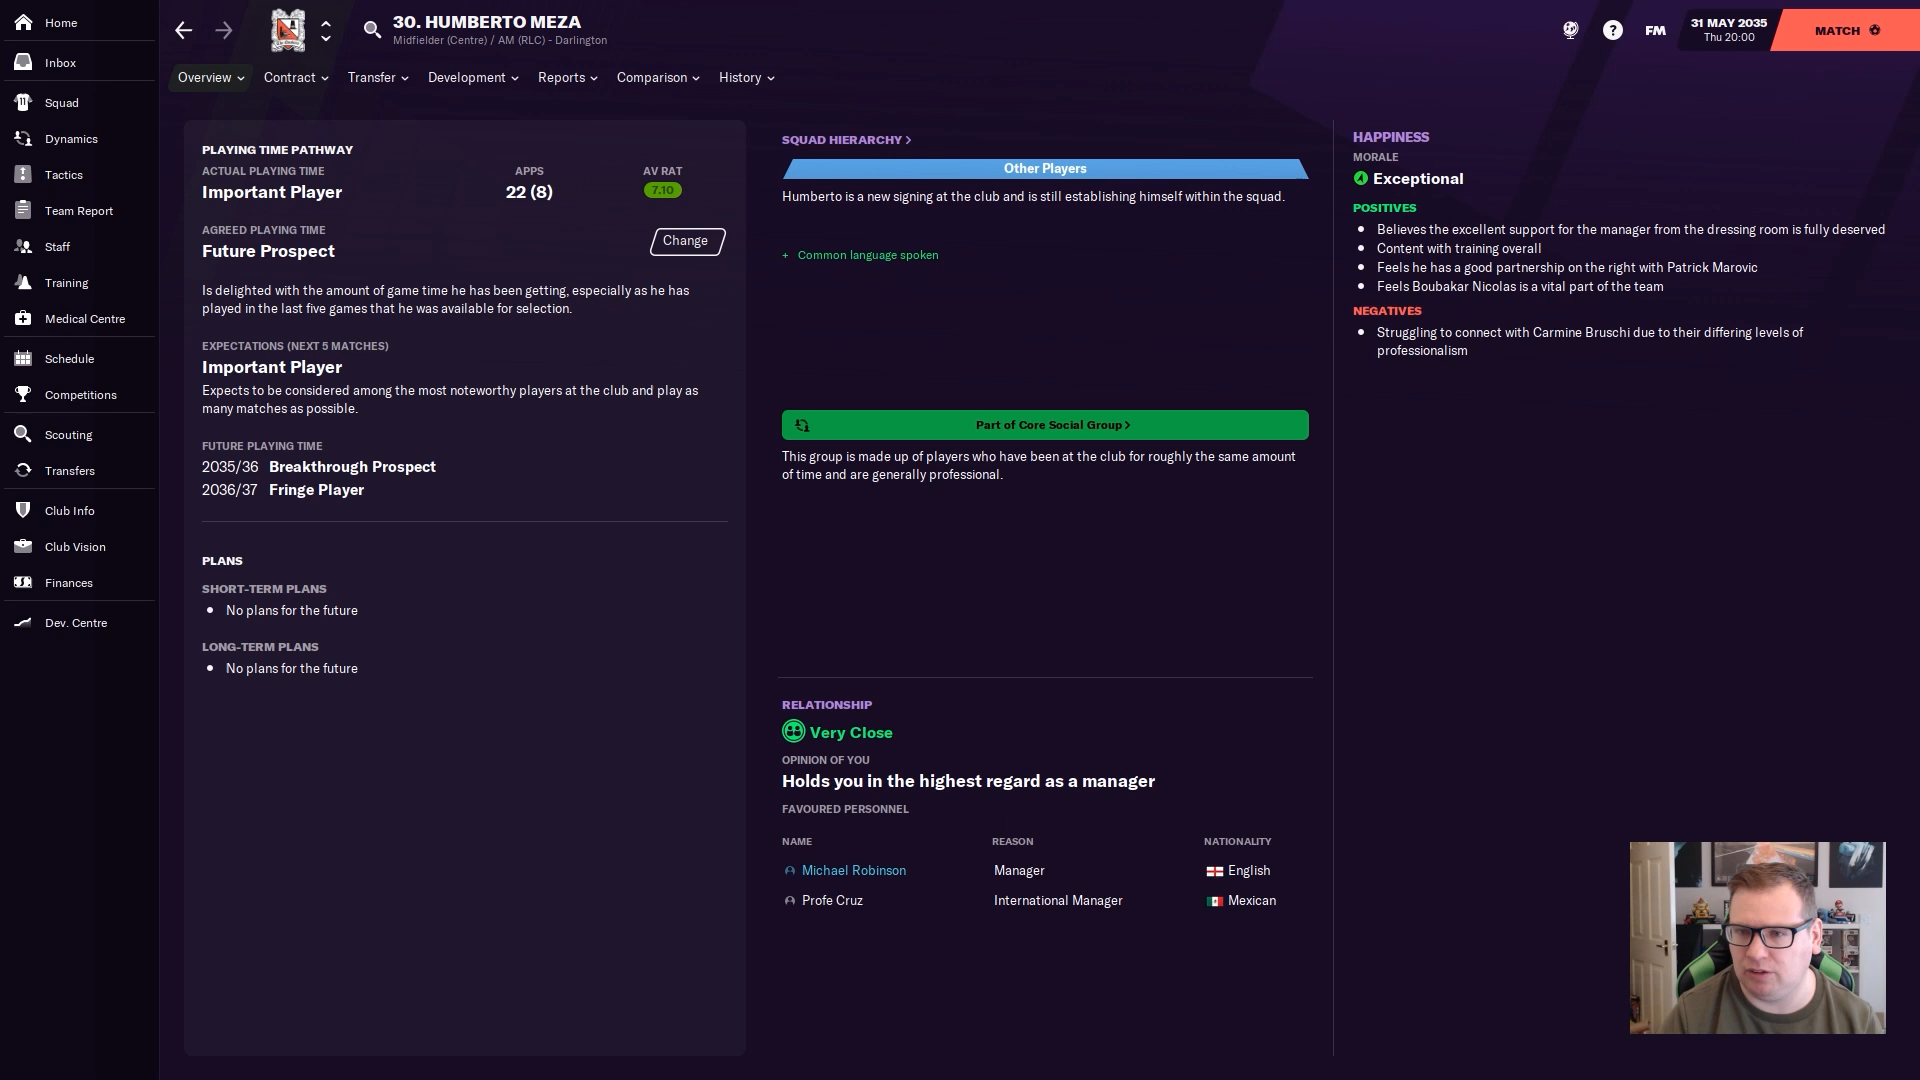 Home
Inbox
Squad
Dynamics
Tactics
Team Report
Staff
Training
Medical Centre
Schedule
Competitions
Scouting
Transfers
Club Info
Club Vision
Finances
Dev. Centre
30. HUMBERTO MEZA
Midfielder (Centre) / AM (RLC) - Darlington
FM
31 MAY 2035
Thu 20:00
MATCH
Overview
Contract
Transfer
Development
Reports
Comparison
History
PLAYING TIME PATHWAY
ACTUAL PLAYING TIME
APPS
AV RAT
Important Player
22 (8)
7.10
AGREED PLAYING TIME
Future Prospect
Change
Is delighted with the amount of game time he has been getting, especially as he has
played in the last five games that he was available for selection.
EXPECTATIONS (NEXT 5 MATCHES)
Important Player
Expects to be considered among the most noteworthy players at the club and play as
many matches as possible.
FUTURE PLAYING TIME
2035/36 Breakthrough Prospect
2036/37 Fringe Player
PLANS
SHORT-TERM PLANS
No plans for the future
LONG-TERM PLANS
No plans for the future
SQUAD HIERARCHY >
Other Players
Humberto is a new signing at the club and is still establishing himself within the squad.
+ Common language spoken
Part of Core Social Group >
This group is made up of players who have been at the club for roughly the same amount
of time and are generally professional.
RELATIONSHIP
Very Close
OPINION OF YOU
Holds you in the highest regard as a manager
FAVOURED PERSONNEL
NAME
REASON
NATIONALITY
Michael Robinson
Manager
English
Profe Cruz
International Manager
Mexican
HAPPINESS
MORALE
Exceptional
POSITIVES
Believes the excellent support for the manager from the dressing room is fully deserved
Content with training overall
Feels he has a good partnership on the right with Patrick Marovic
Feels Boubakar Nicolas is a vital part of the team
NEGATIVES
Struggling to connect with Carmine Bruschi due to their differing levels of
professionalism